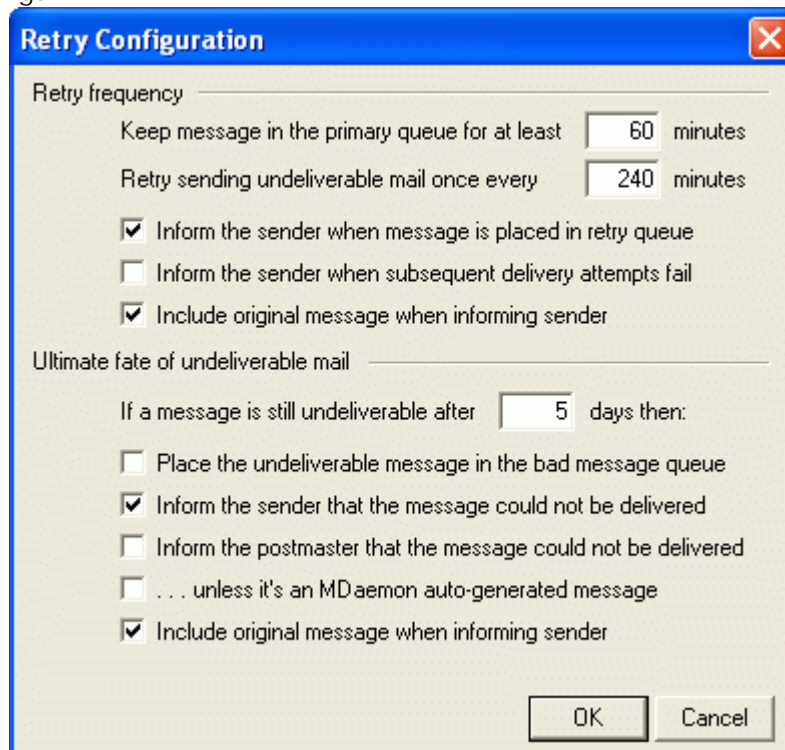 Retry Configuration
Retry frequency
Keep message in the primary queue for at least 60 minutes
Retry sending undeliverable mail once every 240 minutes
Inform the sender when message is placed in retry queue
Inform the sender when subsequent delivery attempts fail
Include original message when informing sender
Ultimate fate of undeliverable mail
If a message is still undeliverable after 5 days then:
Place the undeliverable message in the bad message queue
Inform the sender that the message could not be delivered
Inform the postmaster that the message could not be delivered
. . . unless it's an MDaemon auto-generated message
Include original message when informing sender
OK Cancel